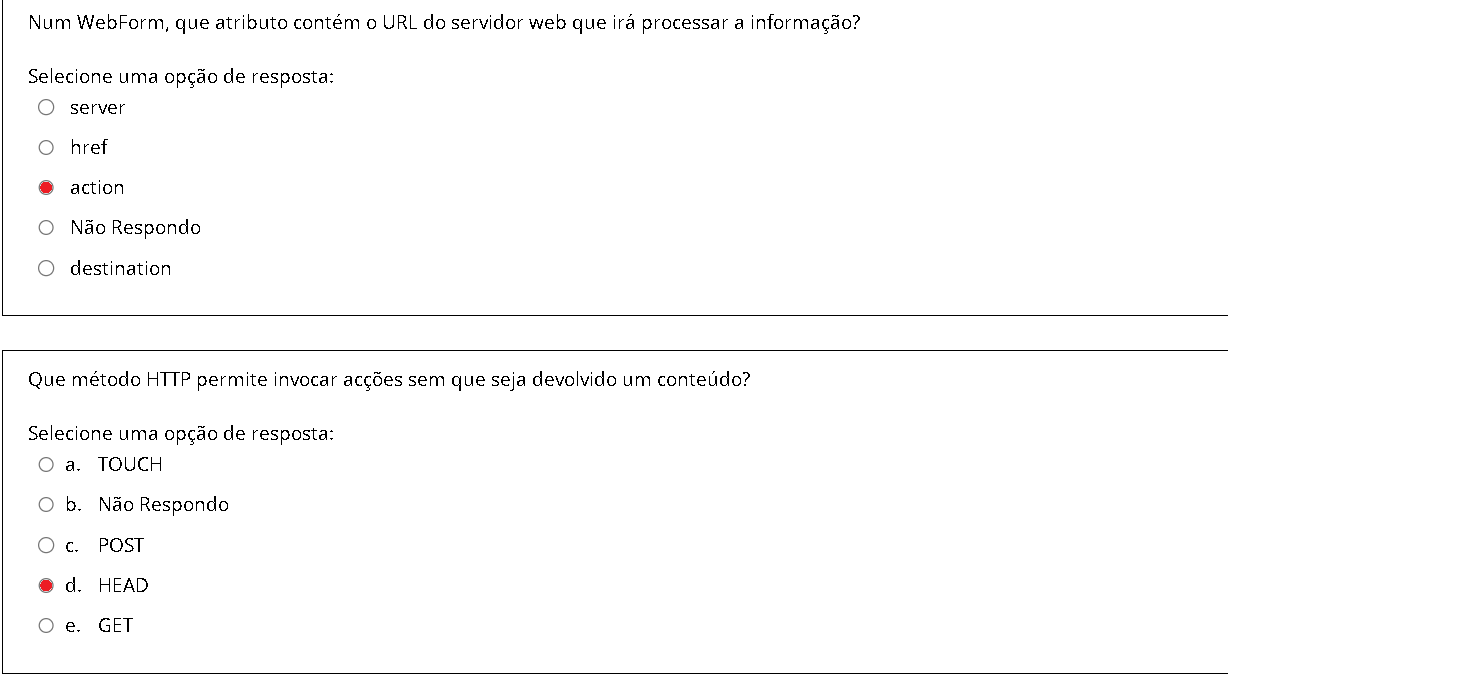 Num WebForm, que atributo contém o URL do servidor web que irá processar a informação?
Selecione uma opção de resposta:
server
href
action
Não Respondo
destination
Que método HTTP permite invocar acções sem que seja devolvido um conteúdo?
Selecione uma opção de resposta:
a. TOUCH
b. Não Respondo
c. POST
d. HEAD
e. GET